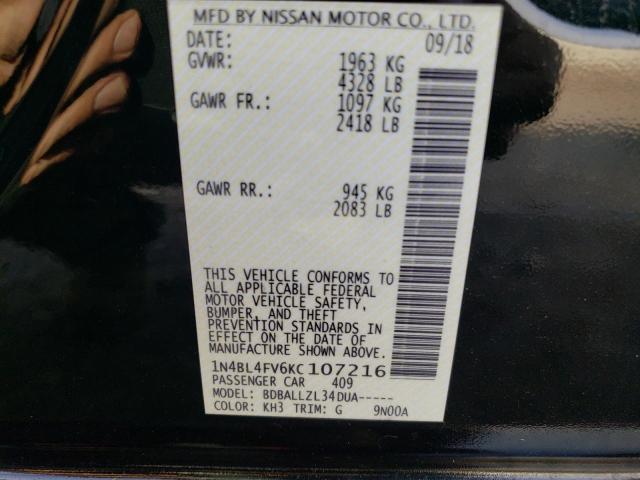 MFD BY NISSAN MOTOR CO., LTD.
DATE: 09/18
GVWR: 1963 KG
4328 LB
GAWR FR.: 1097 KG
2418 LB
GAWR RR.: 945 KG
2083 LB
THIS VEHICLE CONFORMS TO
ALL APPLICABLE FEDERAL
MOTOR VEHICLE SAFETY,
BUMPER, AND THEFT
PREVENTION STANDARDS IN
EFFECT ON THE DATE OF
MANUFACTURE SHOWN ABOVE.
1N4BL4FV6KC107216
PASSENGER CAR 409
MODEL: BDBALLZL34DUA-----
COLOR: KH3 TRIM: G 9N00A